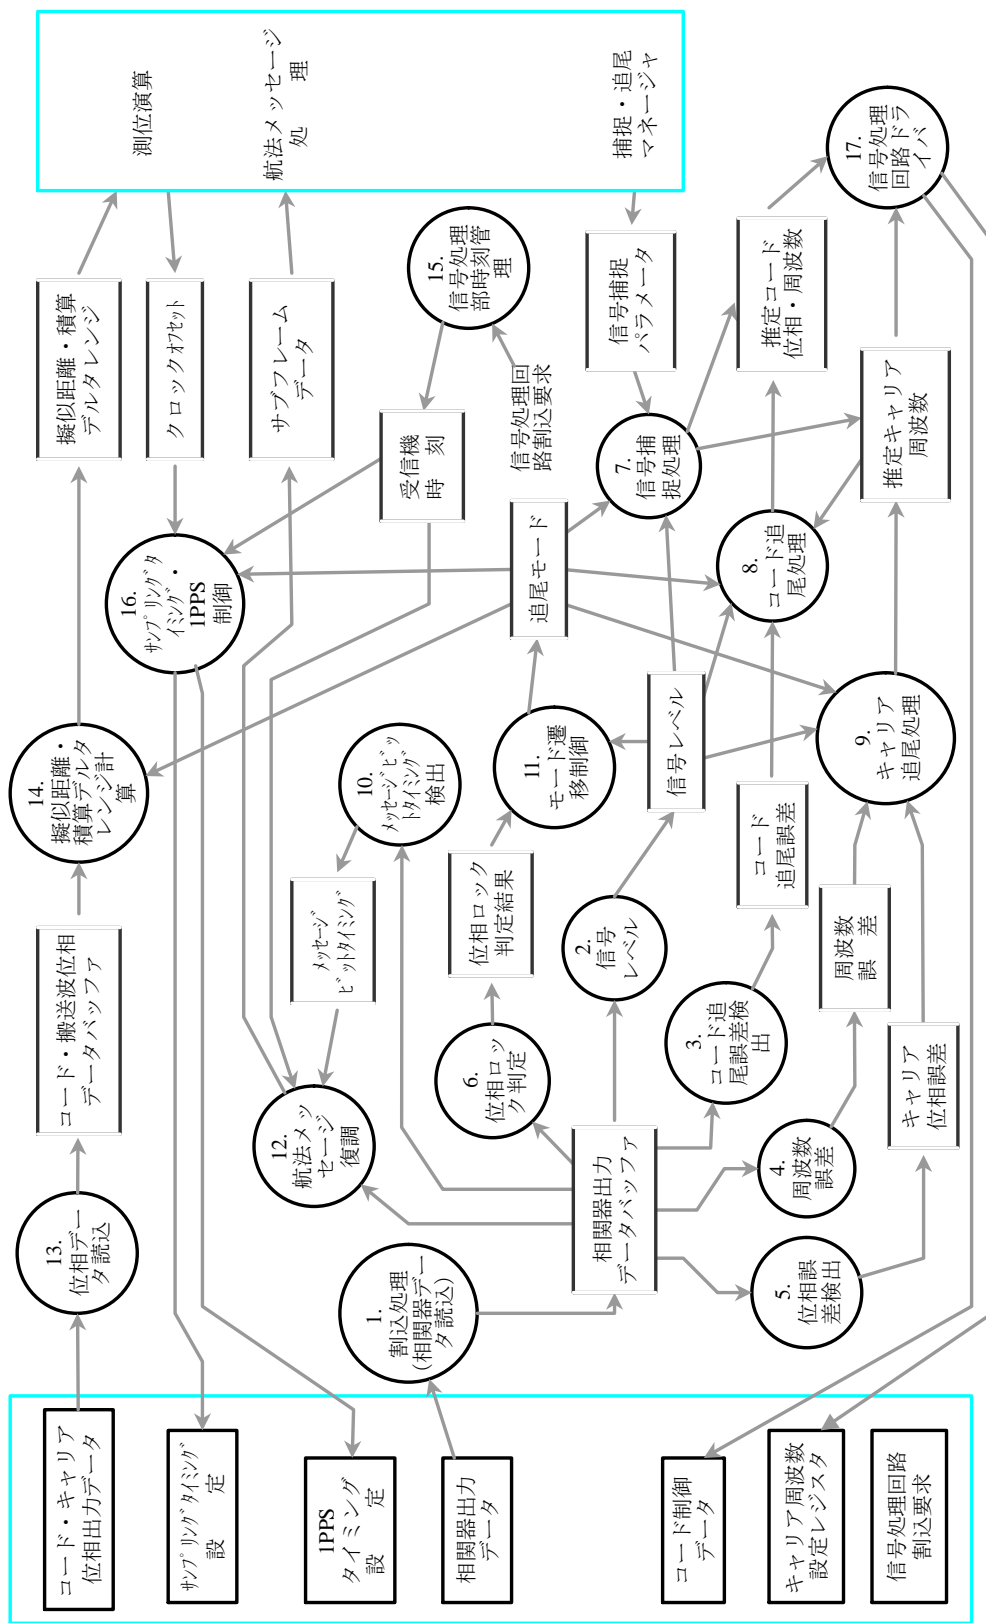 コード・キャリア
位相出力データ
サンプリングタイミング
設　定
1PPS
タイミング
設　定
相関器出力
データ
コード制御
データ
キャリア周波数
設定レジスタ
信号処理回路
割込要求
13.
位相デー
タ読込
1.
割込処理
(相関器デー
タ読込)
5.
位相誤
差検出
コード・搬送波位相
データバッファ
12.
航法メッ
セージ
復調
相関器出力
データバッファ
4.
周波数
誤差
キャリア
位相誤差
6.
位相ロッ
ク判定
3.
コード追
尾誤差検
出
メッセージ
ビットタイミング
位相ロック
判定結果
2.
信号
レベル
周波数
誤　差
コード
追尾誤差
14.
擬似距離・
積算デルタ
レンジ計
算
10.
メッセージビッ
トタイミング
検出
11.
モード遷
移制御
信号レベル
9.
キャリア
追尾処理
16.
サンプリングタ
イミング・
1PPS
制御
追尾モード
8.
コード追
尾処理
擬似距離・積算
デルタレンジ
クロックオフセット
サブフレーム
データ
受信機
時　刻
信号処理回
路割込要求
7.
信号捕
捉処理
推定キャリア
周波数
15.
信号処理
部時刻管
理
信号捕捉
パラメータ
推定コード
位相・周波数
17.
信号処理
回路ドラ
イバ
測位演算
航法メッセージ
処　理
捕捉・追尾
マネージャ